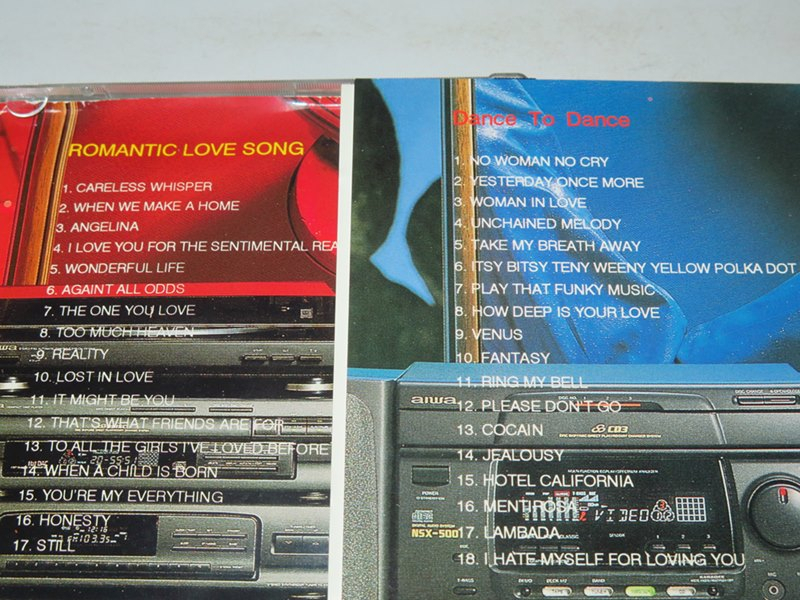 ROMANTIC LOVE SONG
1. CARELESS WHISPER
2. WHEN WE MAKE A HOME
3. ANGELINA
4. I LOVE YOU FOR THE SENTIMENTAL REA
5. WONDERFUL LIFE
6. AGAINT ALL ODDS
7. THE ONE YOU LOVE
8. TOO MUCH HEAVEN
9. REALITY
10. LOST IN LOVE
11. IT MIGHT BE YOU
12. THAT'S WHAT FRIENDS ARE FOR
13. TO ALL THE GIRLS I'VE LOVED BEFORE
14. WHEN A CHILD IS BORN
15. YOU'RE MY EVERYTHING
16. HONESTY
17. STILL
Dance To Dance
1. NO WOMAN NO CRY
2. YESTERDAY ONCE MORE
3. WOMAN IN LOVE
4. UNCHAINED MELODY
5. TAKE MY BREATH AWAY
6. ITSY BITSY TENY WEENY YELLOW POLKA DOT
7. PLAY THAT FUNKY MUSIC
8. HOW DEEP IS YOUR LOVE
9. VENUS
10. FANTASY
11. RING MY BELL
12. PLEASE DON'T GO
13. COCAIN
14. JEALOUSY
15. HOTEL CALIFORNIA
16. MENTIROSA
17. LAMBADA
18. I HATE MYSELF FOR LOVING YOU
aiwa
CD3
POWER
VIDEO
NSX-500